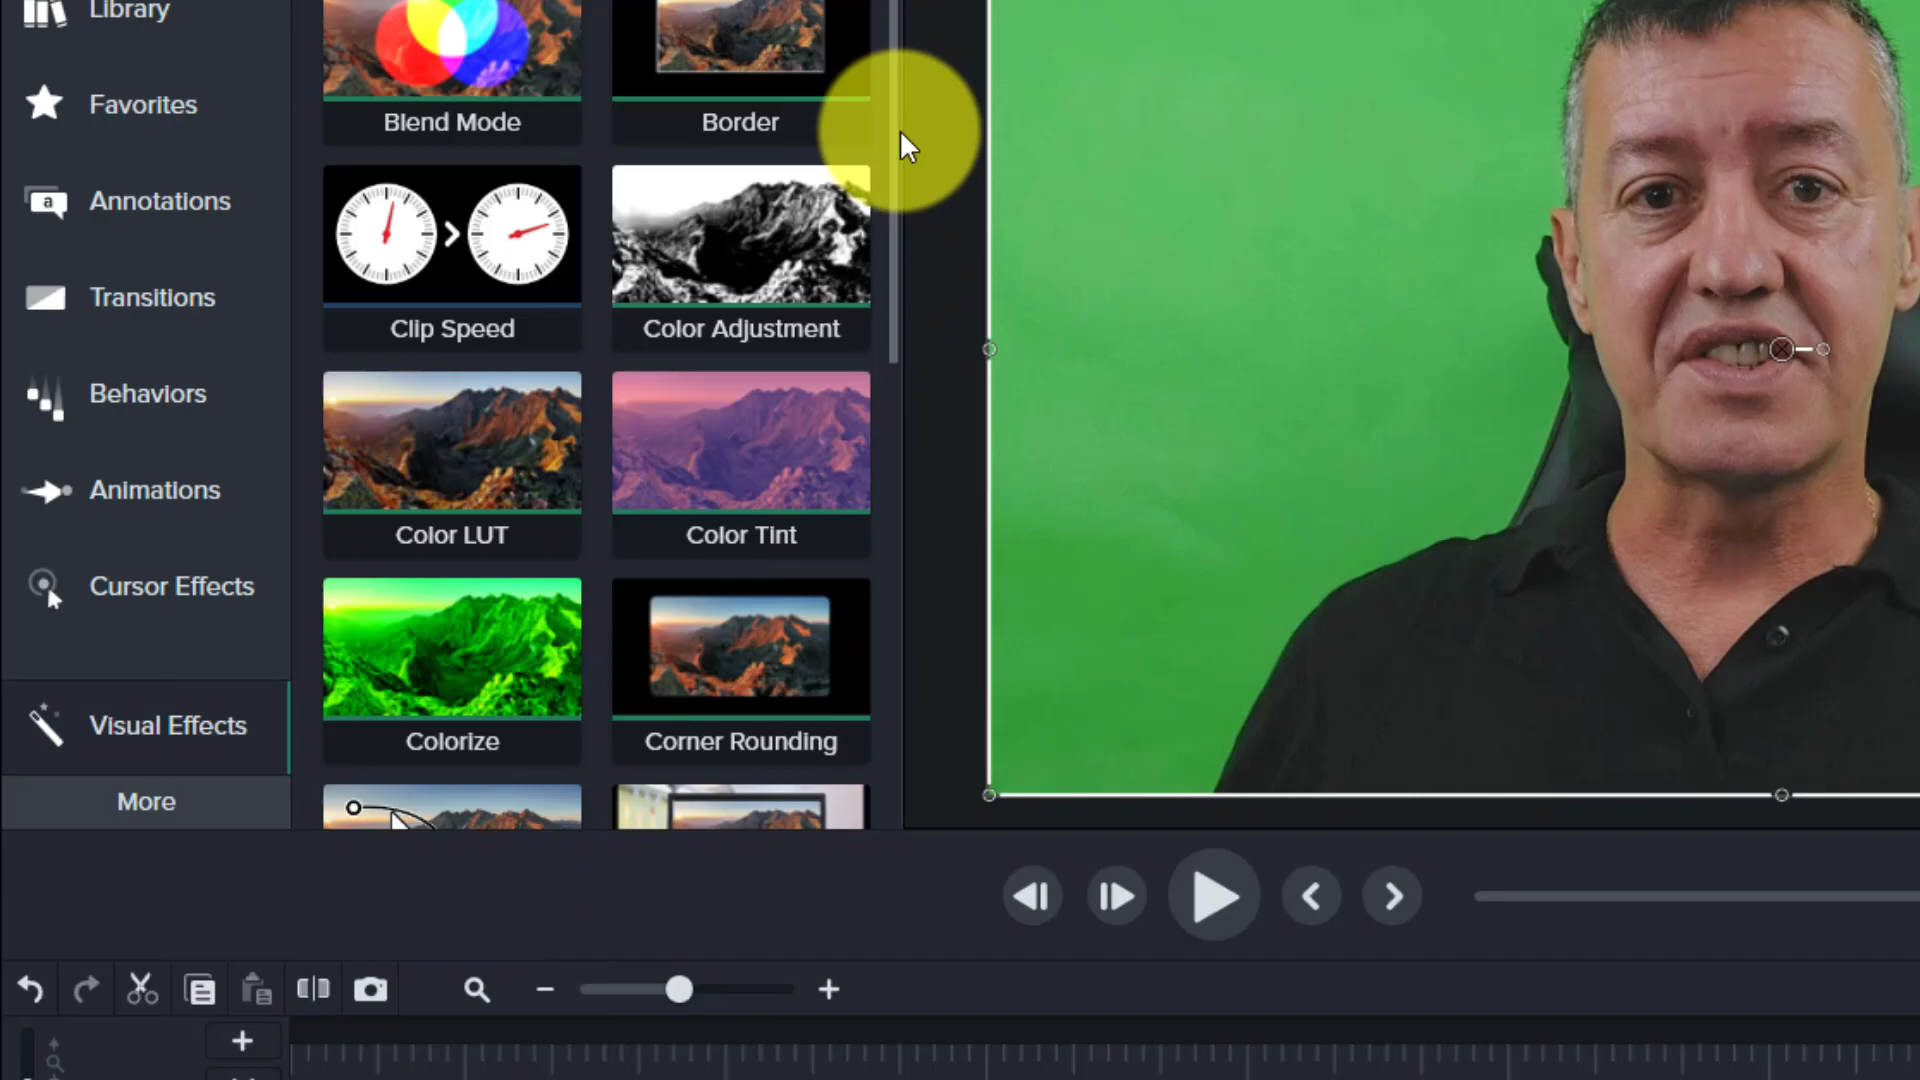 Library
Favorites
Annotations
a
Transitions
Behaviors
Animations
Cursor Effects
Visual Effects
More
Blend Mode
Border
Clip Speed
Color Adjustment
Color LUT
Color Tint
Colorize
Corner Rounding